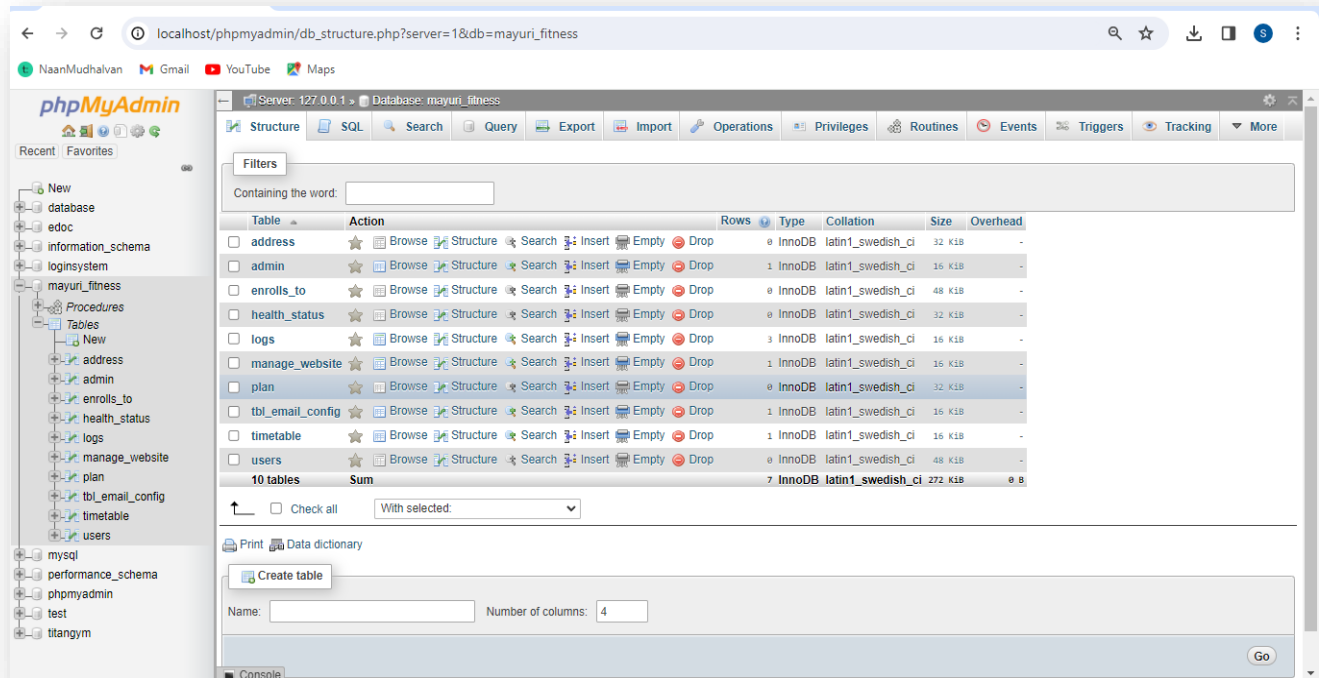 localhost/phpmyadmin/db_structure.php?server=1&db=mayuri_fitness
S
NaanMudhalvan Gmail YouTube Maps
phpMyAdmin
Recent Favorites
New
database
edoc
information_schema
loginsystem
mayuri_fitness
Procedures
Tables
New
address
admin
enrolls_to
health_status
logs
manage_website
plan
tbl_email_config
timetable
users
mysql
performance_schema
phpmyadmin
test
titangym
Server: 127.0.0.1 » Database: mayuri_fitness
Structure SQL Search Query Export Import Operations Privileges Routines Events Triggers Tracking More
Filters
Containing the word:
Table Action Rows Type Collation Size Overhead
address Browse Structure Search Insert Empty Drop 0 InnoDB latin1_swedish_ci 32 KiB -
admin Browse Structure Search Insert Empty Drop 1 InnoDB latin1_swedish_ci 16 KiB -
enrolls_to Browse Structure Search Insert Empty Drop 0 InnoDB latin1_swedish_ci 48 KiB -
health_status Browse Structure Search Insert Empty Drop 0 InnoDB latin1_swedish_ci 32 KiB -
logs Browse Structure Search Insert Empty Drop 3 InnoDB latin1_swedish_ci 16 KiB -
manage_website Browse Structure Search Insert Empty Drop 1 InnoDB latin1_swedish_ci 16 KiB -
plan Browse Structure Search Insert Empty Drop 0 InnoDB latin1_swedish_ci 32 KiB -
tbl_email_config Browse Structure Search Insert Empty Drop 1 InnoDB latin1_swedish_ci 16 KiB -
timetable Browse Structure Search Insert Empty Drop 1 InnoDB latin1_swedish_ci 16 KiB -
users Browse Structure Search Insert Empty Drop 0 InnoDB latin1_swedish_ci 48 KiB -
10 tables Sum 7 InnoDB latin1_swedish_ci 272 KiB 0 B
Check all With selected:
Print Data dictionary
Create table
Name: Number of columns: 4
Go
Console